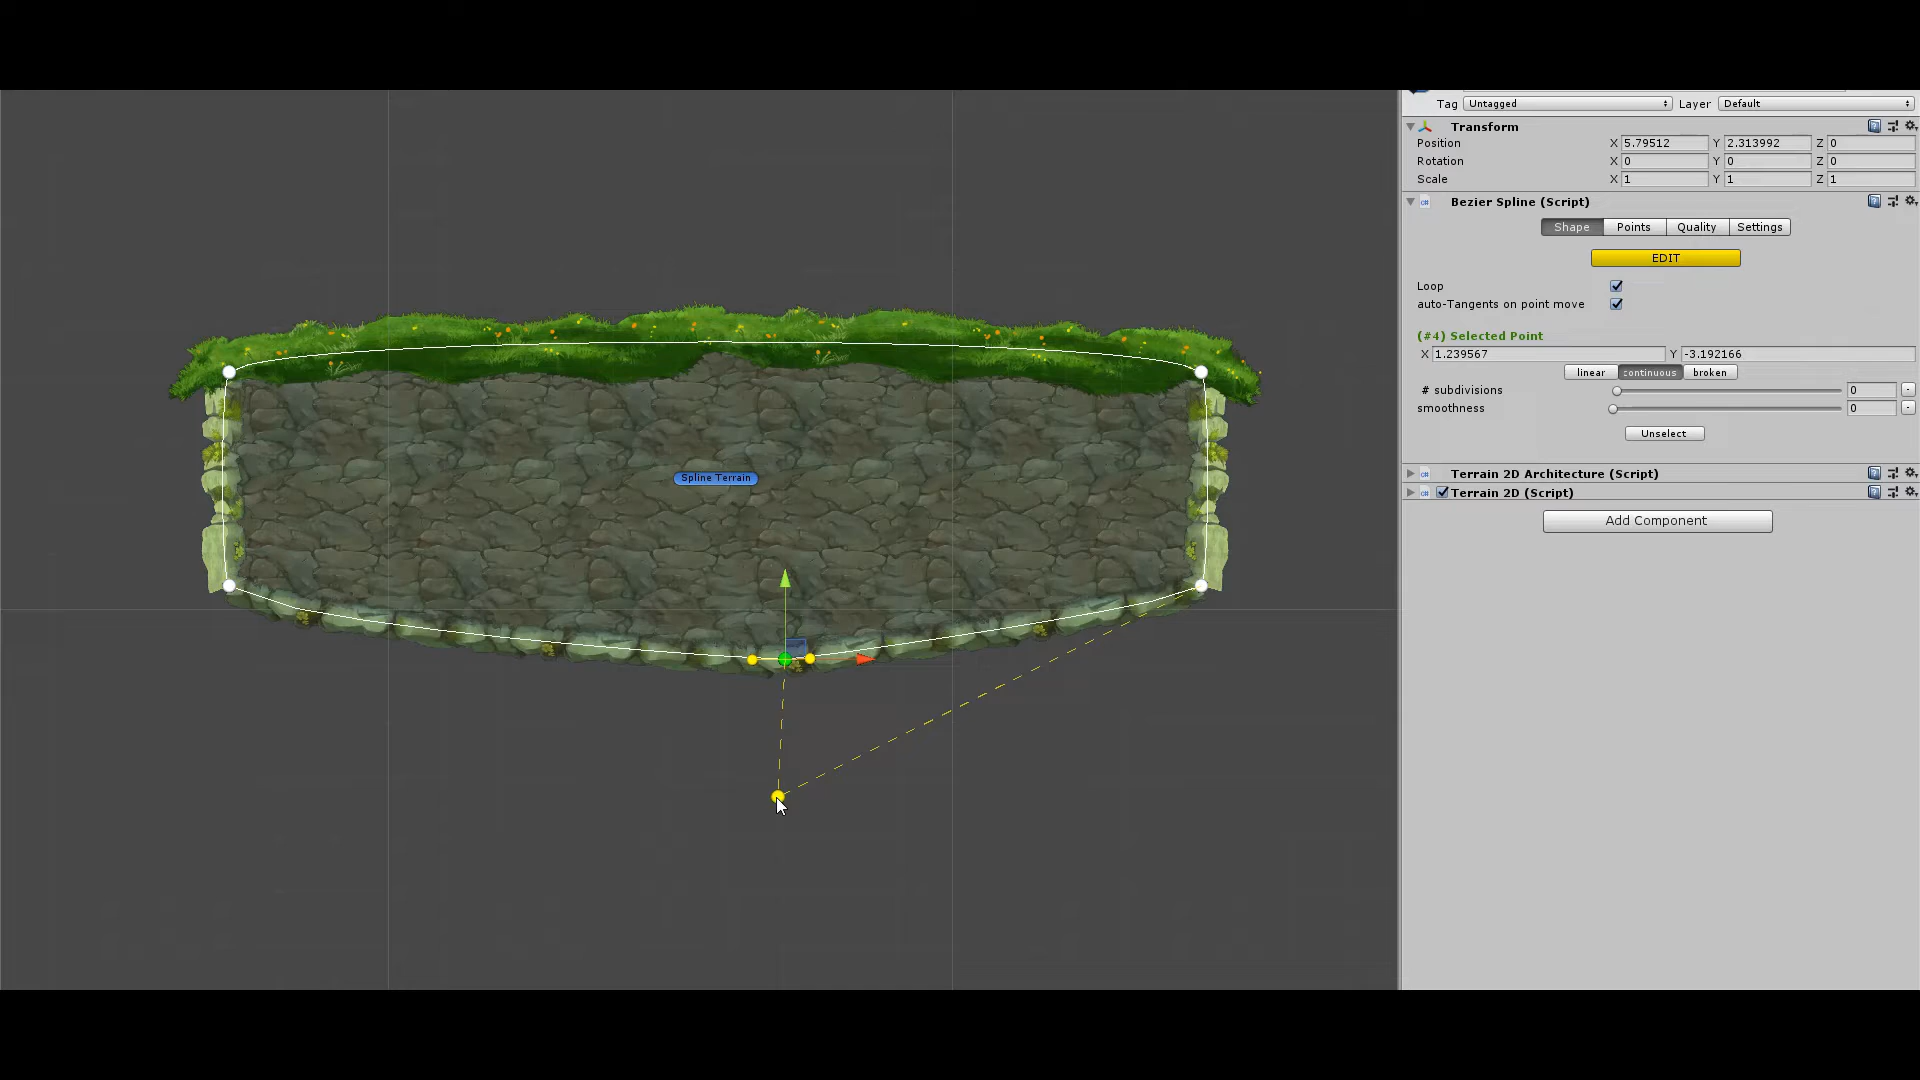 Tag Untagged Layer Default
Transform
Position X 5.79512 Y 2.313992 Z 0
Rotation X 0 Y 0 Z 0
Scale X 1 Y 1 Z 1
Bezier Spline (Script)
Shape Points Quality Settings
EDIT
Loop
auto-Tangents on point move
(#4) Selected Point
X 1.239567 Y -3.192166
linear continuous broken
# subdivisions 0
smoothness 0
Unselect
Terrain 2D Architecture (Script)
Terrain 2D (Script)
Add Component
Spline Terrain